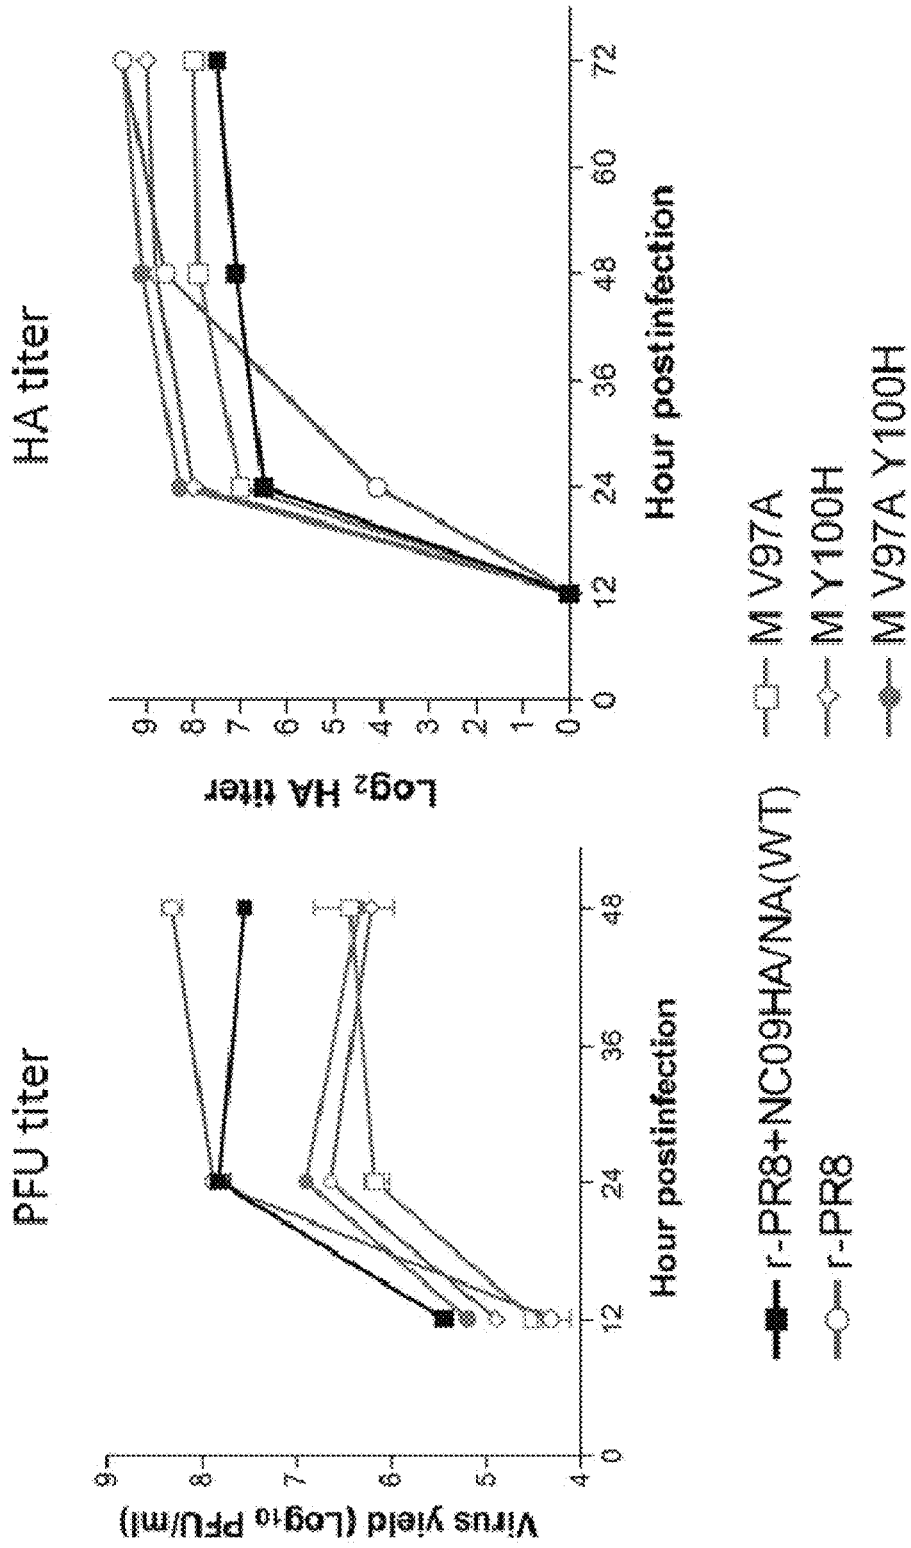 PFU titer
Virus yield (Log10 PFU/ml)
9
8
7
6
5
4
0
12
24
36
48
Hour postinfection
HA titer
Log2 HA titer
9
8
7
6
5
4
3
2
1
0
0
12
24
36
48
60
72
Hour postinfection
r-PR8+NC09HA/NA(WT)
r-PR8
M V97A
M Y100H
M V97A Y100H